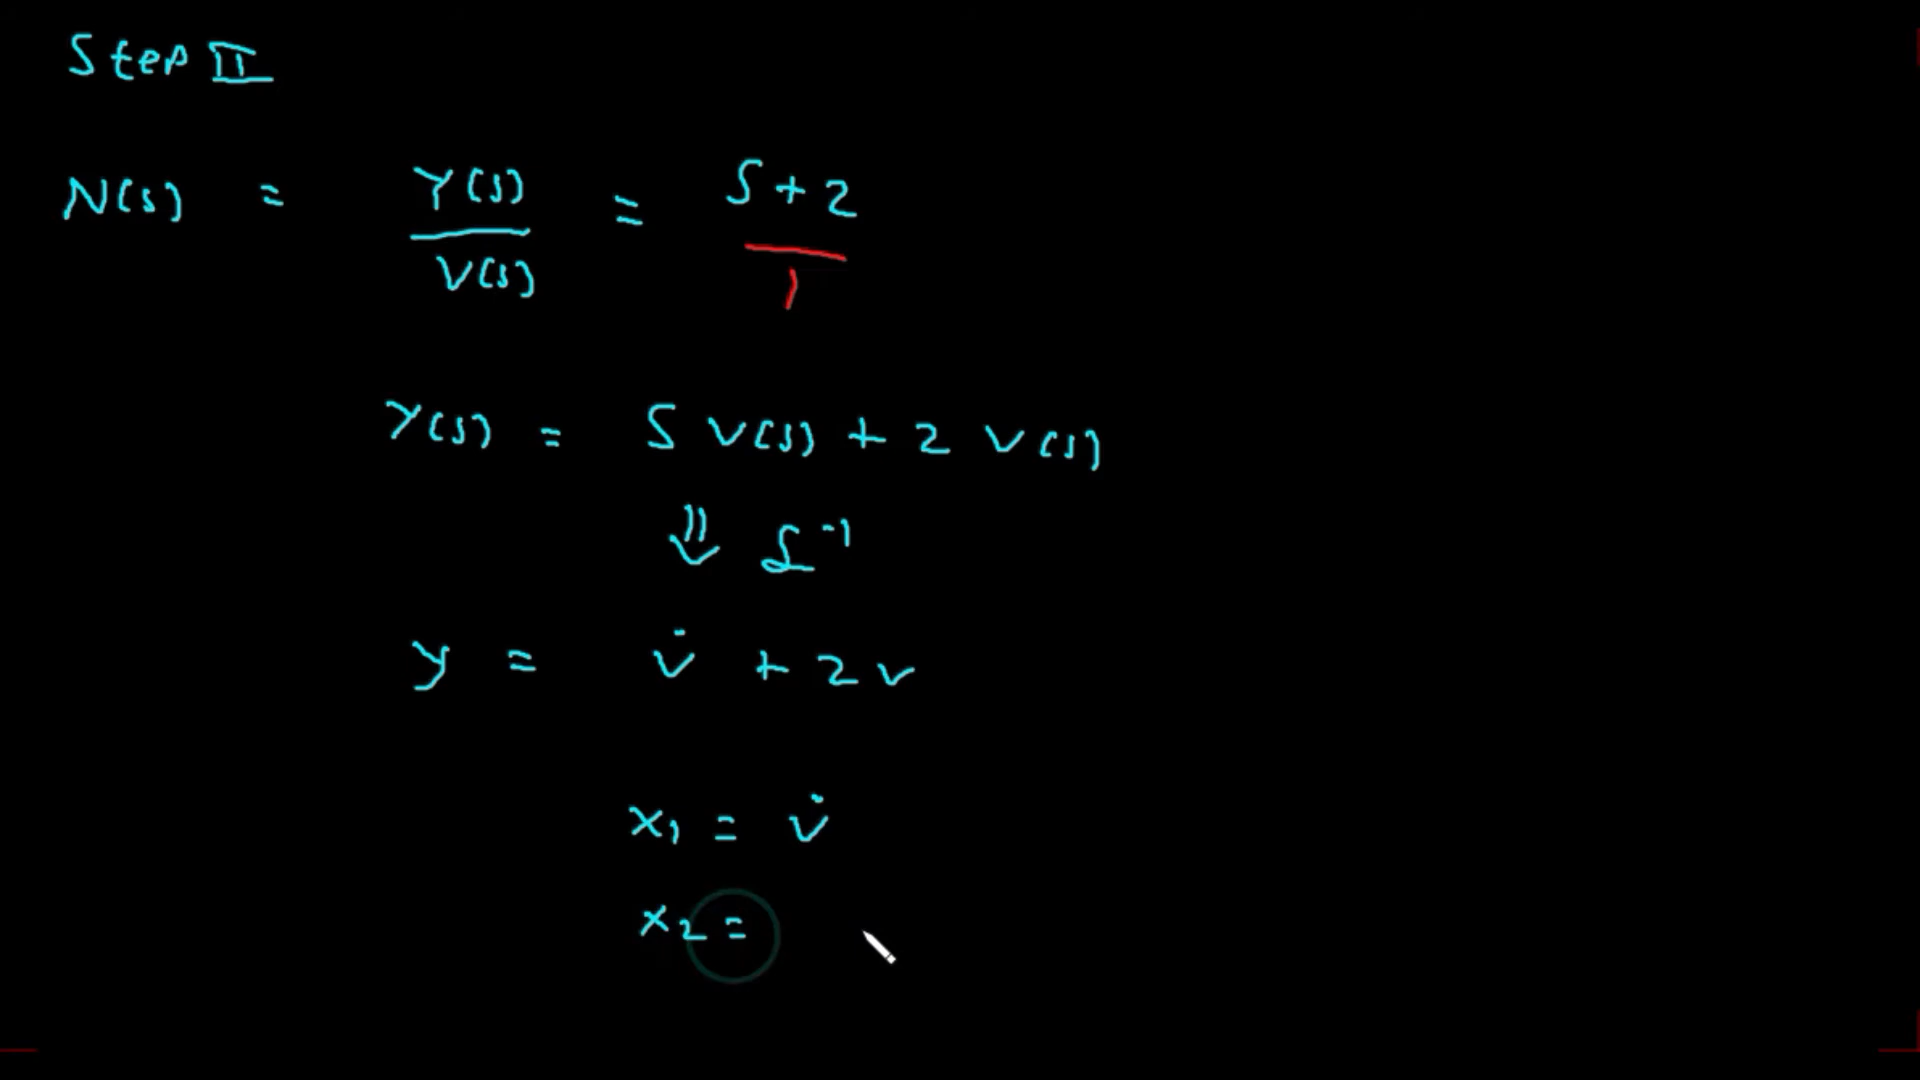 Step II
N(s) = Y(s) / V(s) = S + 2 / 1
Y(s) = S V(s) + 2 V(s)
⇓ ℒ⁻¹
y = v̇ + 2v
x₁ = v̇
x₂ =